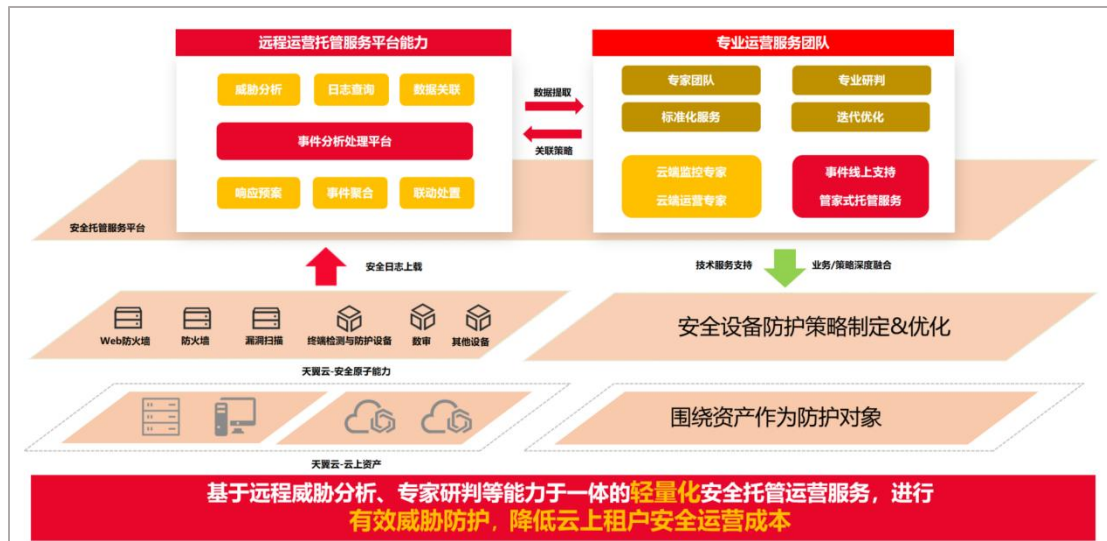 远程运营托管服务平台能力
威胁分析
日志查询
数据关联
事件分析处理平台
响应预案
事件聚合
联动处置
数据提取
关联策略
专业运营服务团队
专家团队
专业研判
标准化服务
迭代优化
云端监控专家
云端运营专家
事件线上支持
管家式托管服务
安全托管服务平台
安全日志上载
技术服务支持
业务/策略深度融合
Web防火墙
防火墙
漏洞扫描
终端检测与防护设备
数审
其他设备
天翼云-安全原子能力
安全设备防护策略制定&优化
天翼云-云上资产
围绕资产作为防护对象
基于远程威胁分析、专家研判等能力于一体的轻量化安全托管运营服务，进行
有效威胁防护，降低云上租户安全运营成本